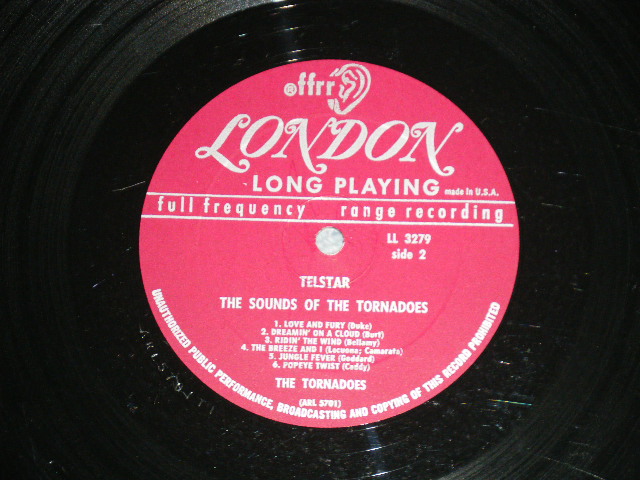 ®ffrr
LONDON
LONG PLAYING made in U.S.A.
full frequency range recording
LL 3279
side 2
TELSTAR
THE SOUNDS OF THE TORNADOES
1. LOVE AND FURY (Duke)
2. DREAMIN' ON A CLOUD (Burt)
3. RIDIN' THE WIND (Bellamy)
4. THE BREEZE AND I (Lecuona; Camarata)
5. JUNGLE FEVER (Goddard)
6. POPEYE TWIST (Cuddy)
THE TORNADOES
(ARL 5701)
UNAUTHORIZED PUBLIC PERFORMANCE, BROADCASTING AND COPYING OF THIS RECORD PROHIBITED